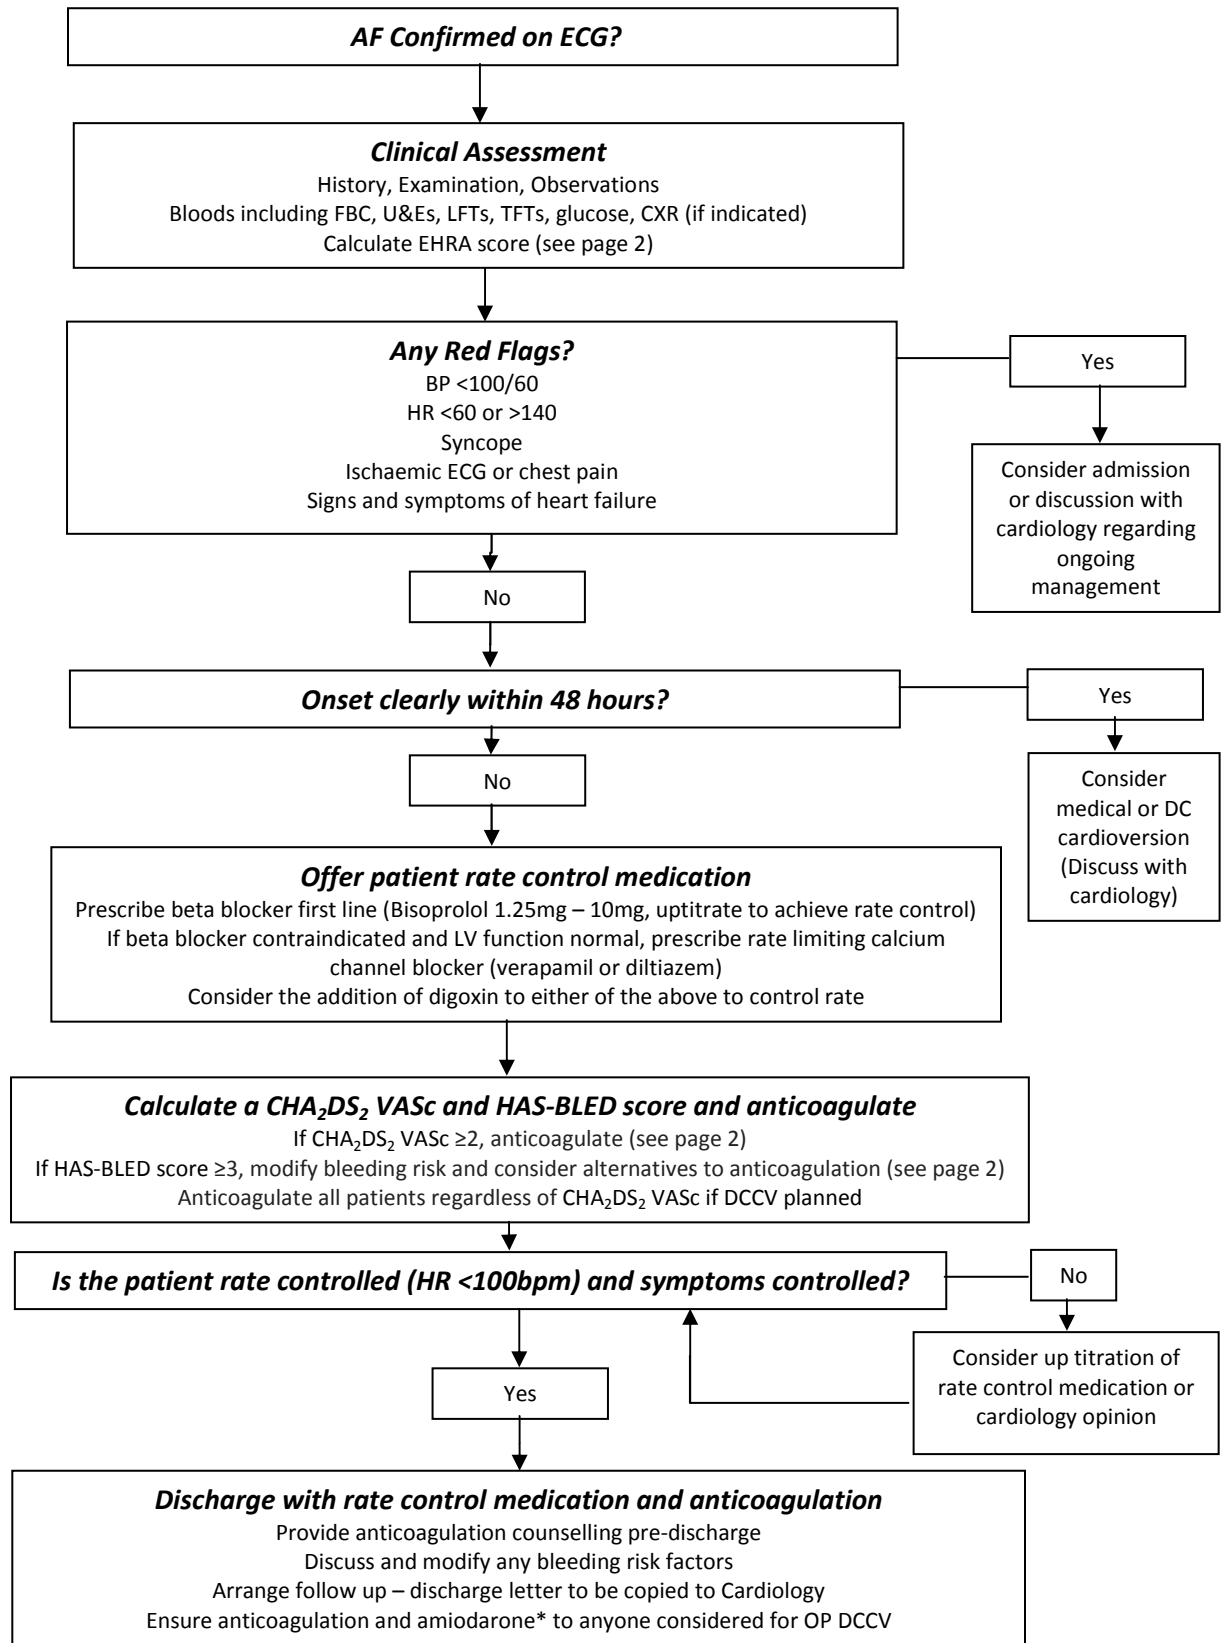 AF Confirmed on ECG?
Clinical Assessment
History, Examination, Observations
Bloods including FBC, U&Es, LFTs, TFTs, glucose, CXR (if indicated)
Calculate EHRA score (see page 2)
Any Red Flags?
BP <100/60
HR <60 or >140
Syncope
Ischaemic ECG or chest pain
Signs and symptoms of heart failure
Yes
Consider admission
or discussion with
cardiology regarding
ongoing
management
No
Onset clearly within 48 hours?
Yes
Consider
medical or DC
cardioversion
(Discuss with
cardiology)
No
Offer patient rate control medication
Prescribe beta blocker first line (Bisoprolol 1.25mg – 10mg, uptitrate to achieve rate control)
If beta blocker contraindicated and LV function normal, prescribe rate limiting calcium
channel blocker (verapamil or diltiazem)
Consider the addition of digoxin to either of the above to control rate
Calculate a CHA₂DS₂ VASc and HAS-BLED score and anticoagulate
If CHA₂DS₂ VASc ≥2, anticoagulate (see page 2)
If HAS-BLED score ≥3, modify bleeding risk and consider alternatives to anticoagulation (see page 2)
Anticoagulate all patients regardless of CHA₂DS₂ VASc if DCCV planned
Is the patient rate controlled (HR <100bpm) and symptoms controlled?
No
Consider up titration of
rate control medication or
cardiology opinion
Yes
Discharge with rate control medication and anticoagulation
Provide anticoagulation counselling pre-discharge
Discuss and modify any bleeding risk factors
Arrange follow up – discharge letter to be copied to Cardiology
Ensure anticoagulation and amiodarone* to anyone considered for OP DCCV